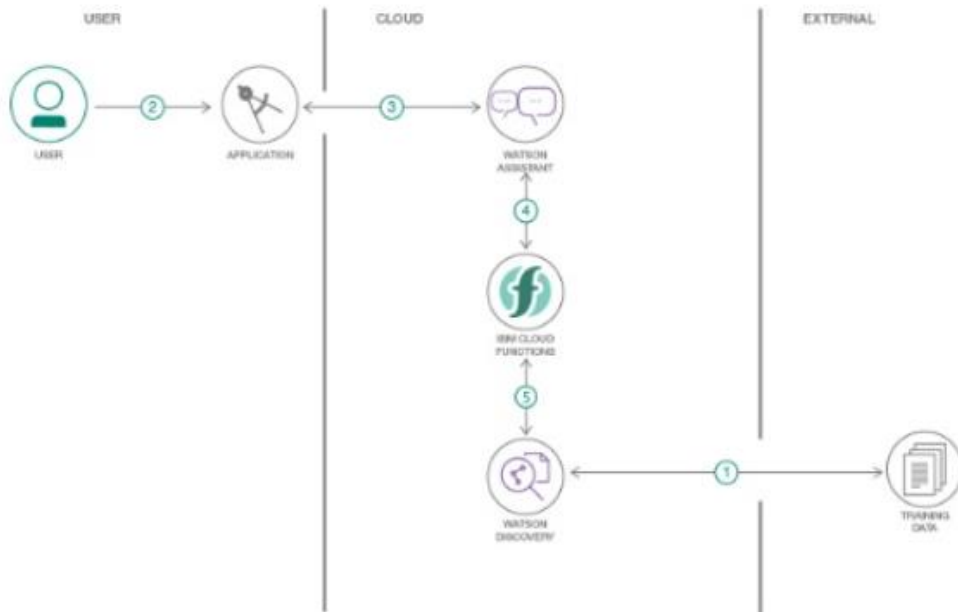 USER
CLOUD
EXTERNAL
2
3
USER
APPLICATION
WATSON
ASSISTANT
4
IBM CLOUD
FUNCTIONS
5
1
WATSON
DISCOVERY
TRAINING
DATA